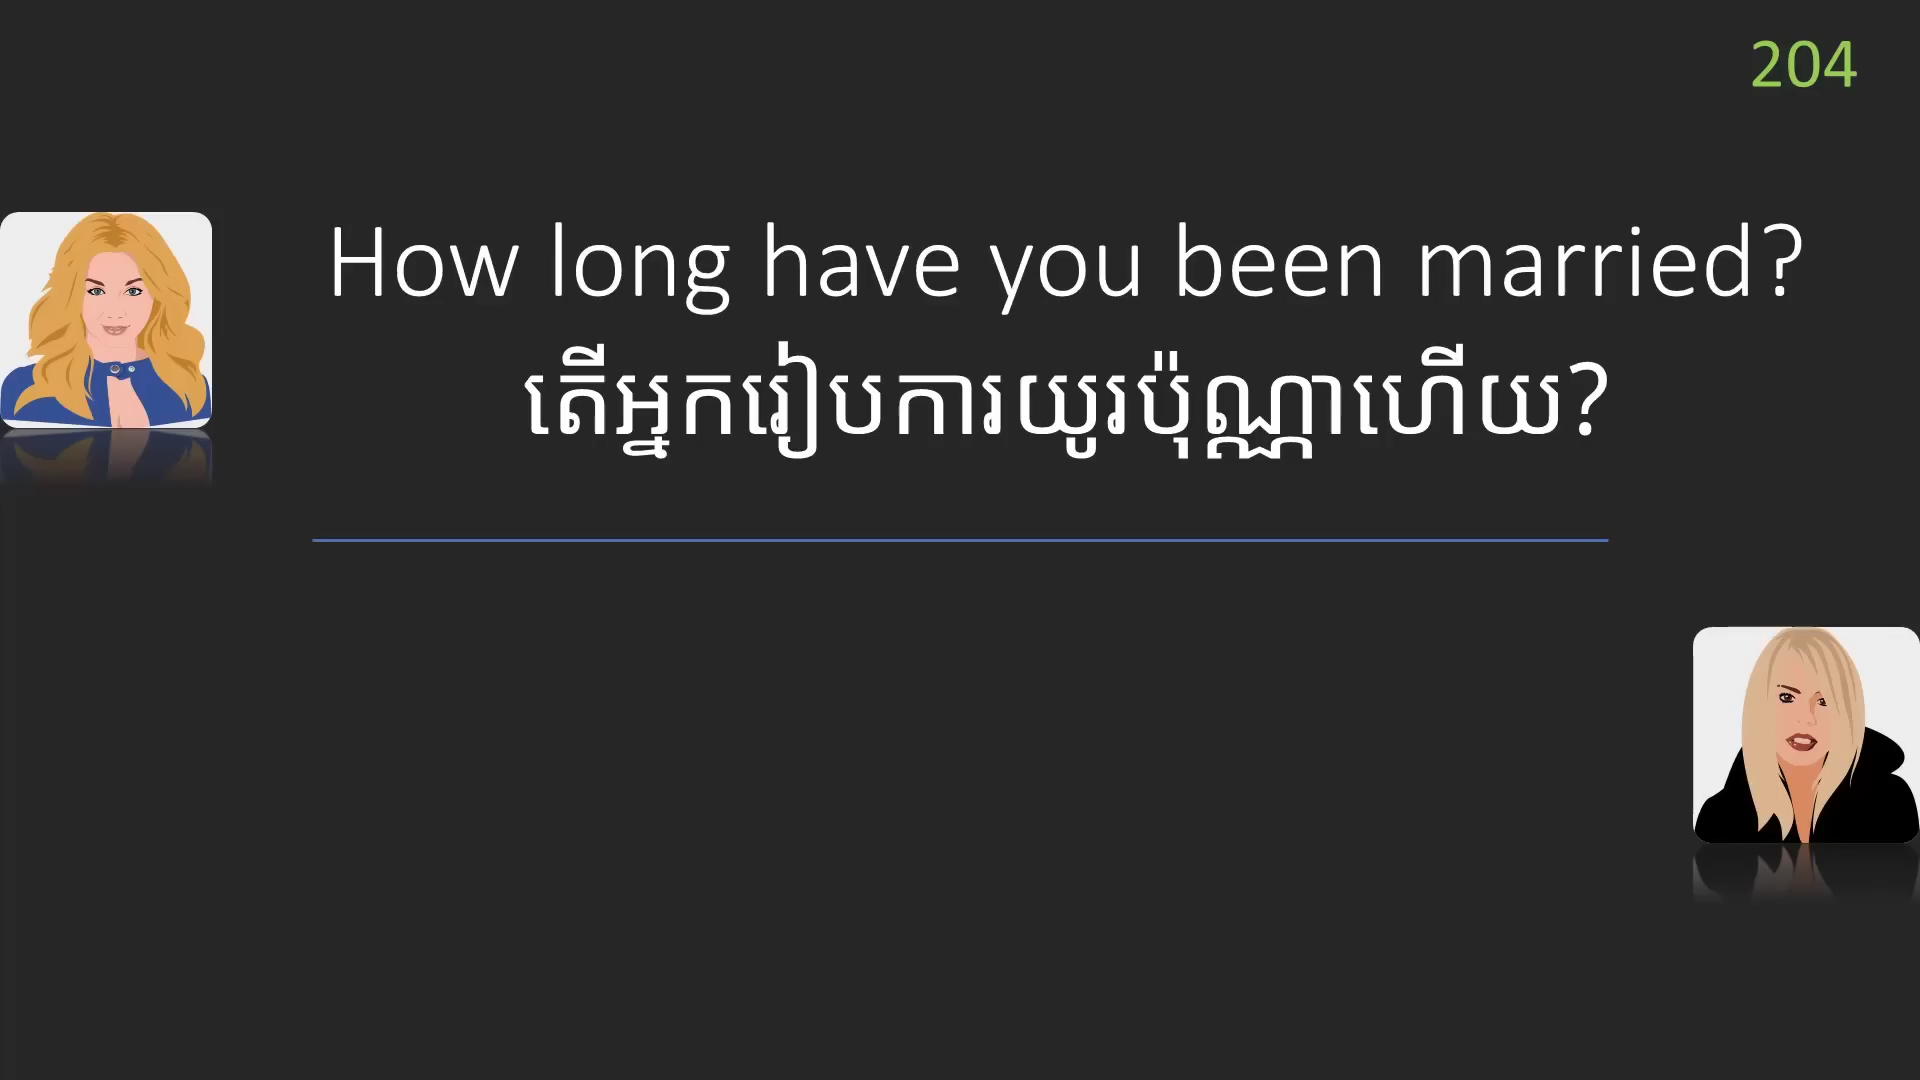 204
How long have you been married?
តើអ្នករៀបការយូរប៉ុណ្ណាហើយ?